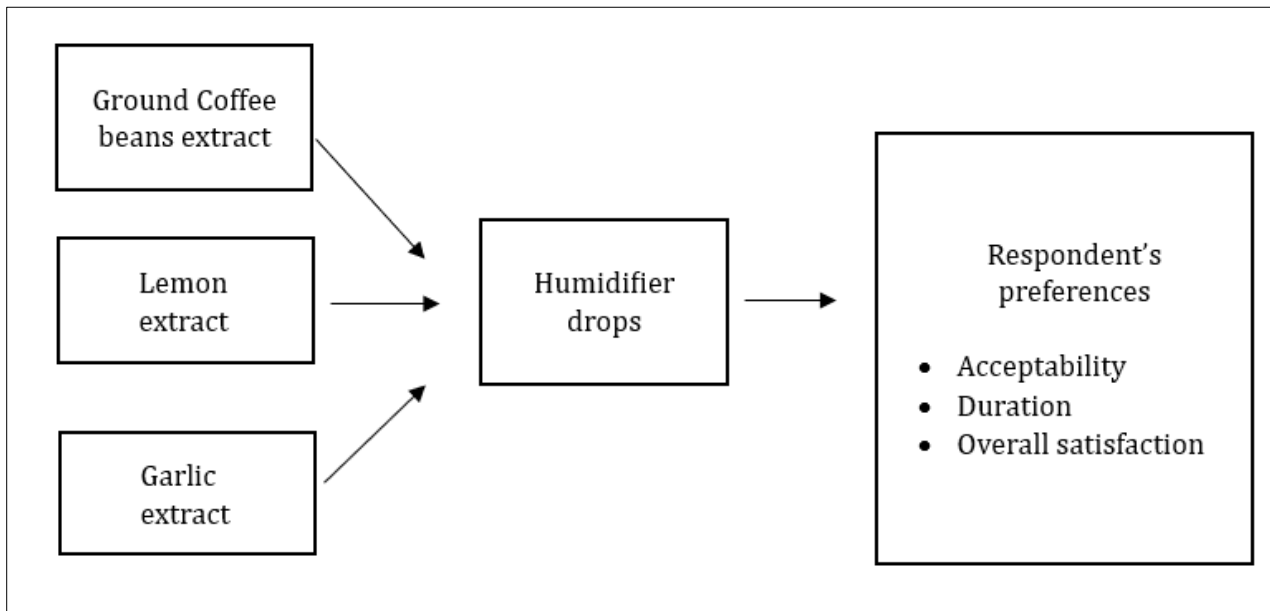 Ground Coffee
beans extract
Lemon
extract
Garlic
extract
Humidifier
drops
Respondent’s
preferences
• Acceptability
• Duration
• Overall satisfaction